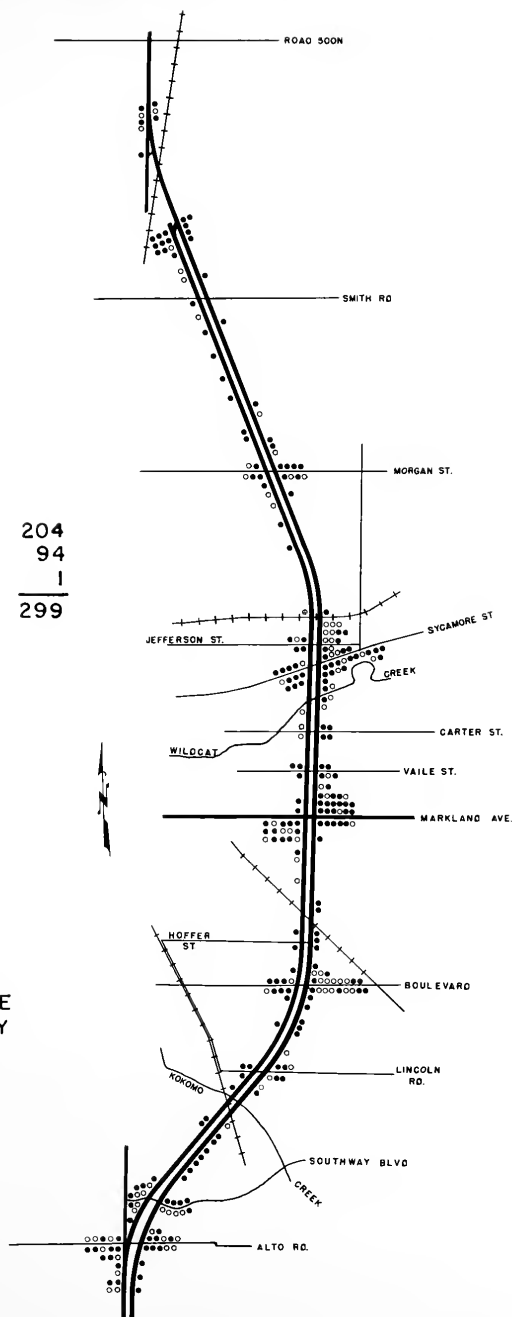 ROAD 500N
SMITH RD
MORGAN ST.
204
94
1
299
JEFFERSON ST.
SYCAMORE ST
CREEK
WILDCAT
CARTER ST.
VAILE ST.
N
MARKLAND AVE.
HOFFER
ST
BOULEVARD
E
Y
LINCOLN
RD.
KOKOMO
SOUTHWAY BLVD
CREEK
ALTO RD.